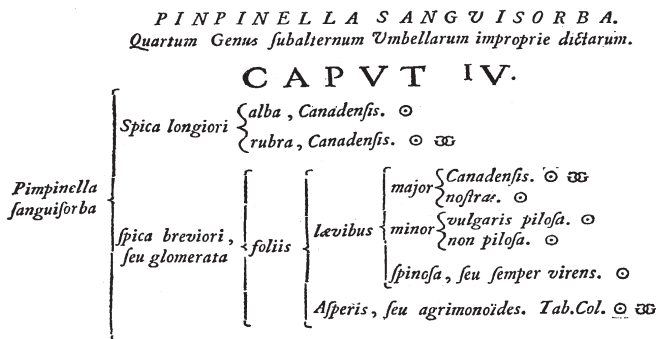 PINPINELLA SANGVISORBA.
Quartum Genus ſubalternum Vmbellarum improprie dictarum.
CAPVT IV.
Spica longiori
alba, Canadenſis. ☉
rubra, Canadenſis. ☉
Pimpinella
ſanguiſorba
ſpica breviori,
ſeu glomerata
foliis
lævibus
major
Canadenſis. ☉
noſtras. ☉
minor
vulgaris piloſa. ☉
non piloſa. ☉
ſpinoſa, ſeu ſemper virens. ☉
Aſperis, ſeu agrimonoïdes. Tab.Col. ☉